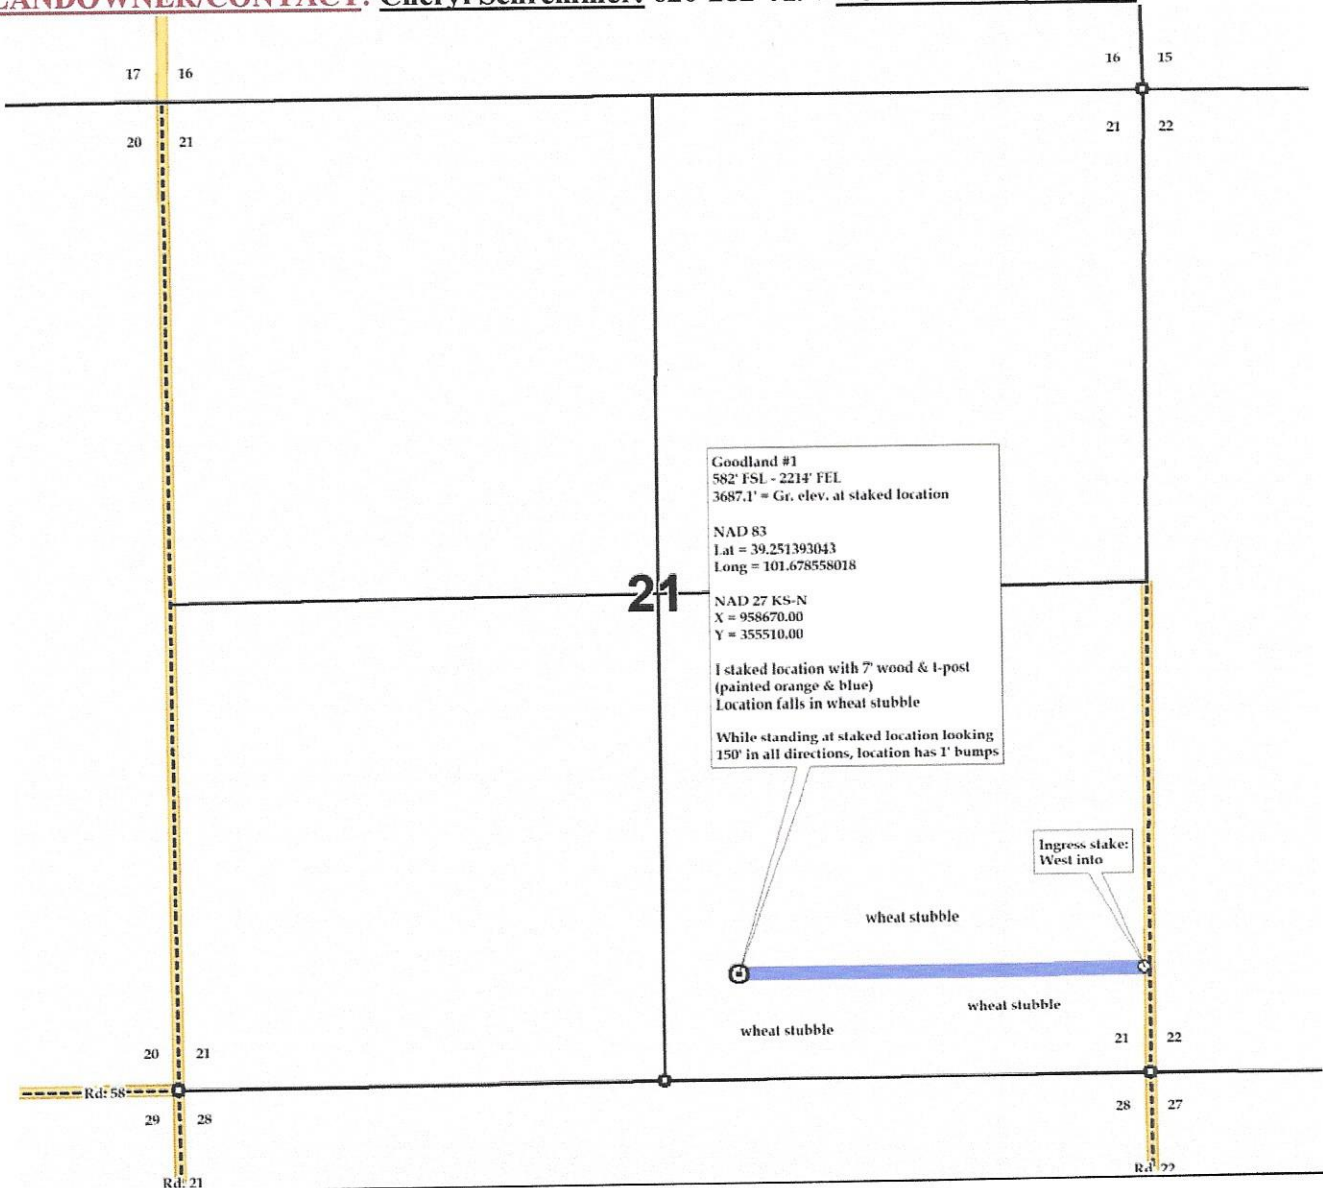 LANDOWNER/CONTACT: Cheryl
17 16
16 15
20 21
21 22
Goodland #1
582' FSL - 2214' FEL
3687.1' = Gr. elev. at staked location
NAD 83
Lat = 39.251393043
Long = 101.678558018
NAD 27 KS-N
X = 958670.00
Y = 355510.00
I staked location with 7' wood & t-post
(painted orange & blue)
Location falls in wheat stubble
While standing at staked location looking
150' in all directions, location has 1' bumps
21
Ingress stake:
West into
wheat stubble
wheat stubble
wheat stubble
20 21
21 22
Rd: 58
29 28
28 27
Rd: 21
Rd: 22